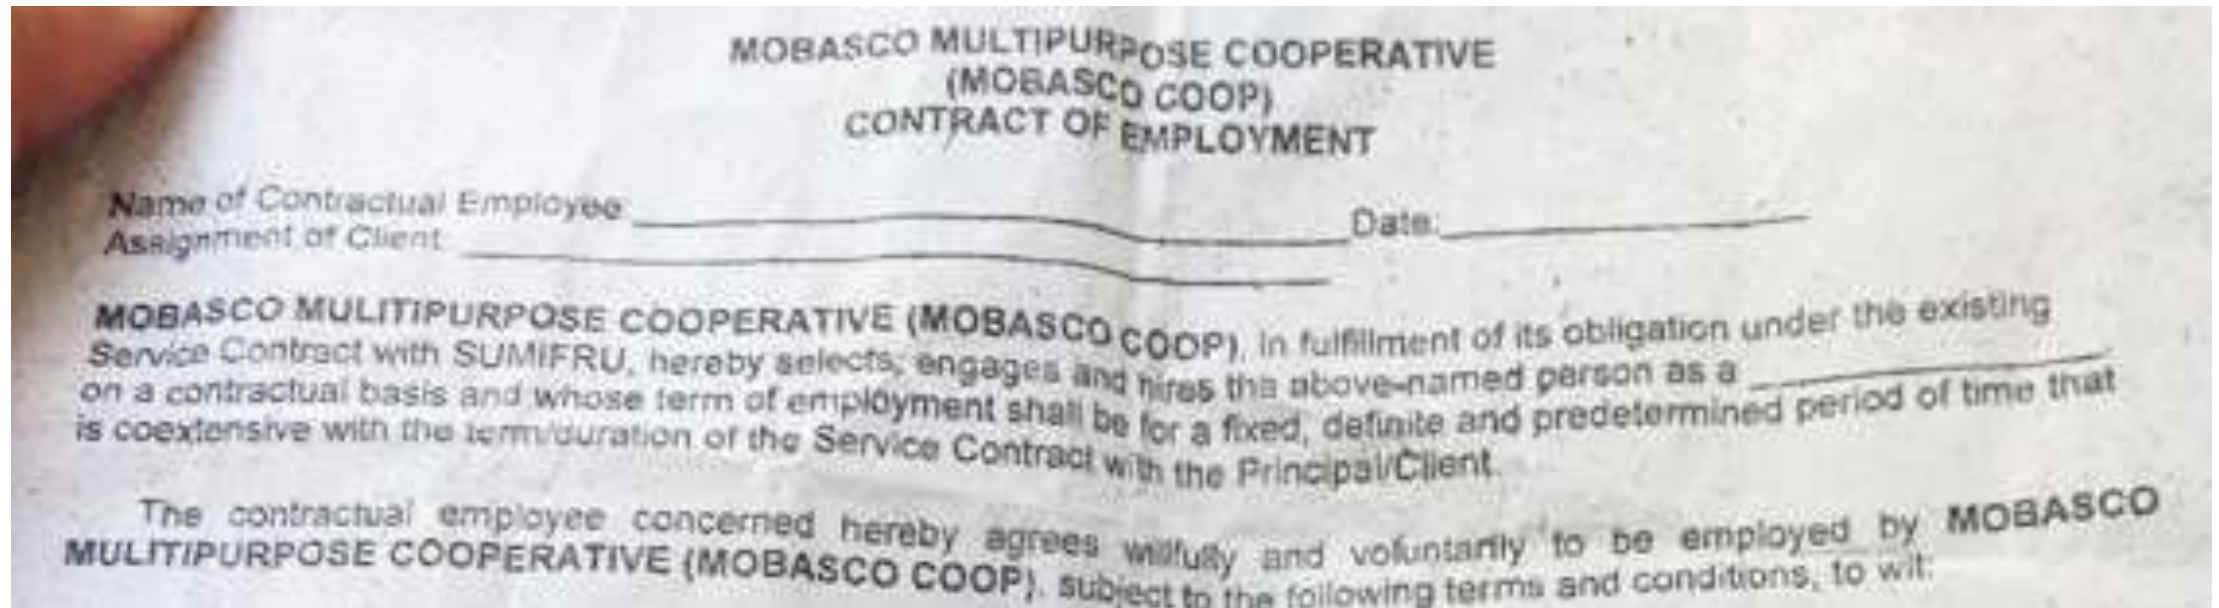 MOBASCO MULTIPURPOSE COOPERATIVE
(MOBASCO COOP)
CONTRACT OF EMPLOYMENT
Name of Contractual Employee Date:
Assignment of Client
MOBASCO MULITIPURPOSE COOPERATIVE (MOBASCO COOP), in fulfillment of its obligation under the existing
Service Contract with SUMIFRU, hereby selects, engages and hires the above-named person as a
on a contractual basis and whose term of employment shall be for a fixed, definite and predetermined period of time that
is coextensive with the term/duration of the Service Contract with the Principal/Client.
The contractual employee concerned hereby agrees willfully and voluntarily to be employed by MOBASCO
MULITIPURPOSE COOPERATIVE (MOBASCO COOP), subject to the following terms and conditions, to wit: